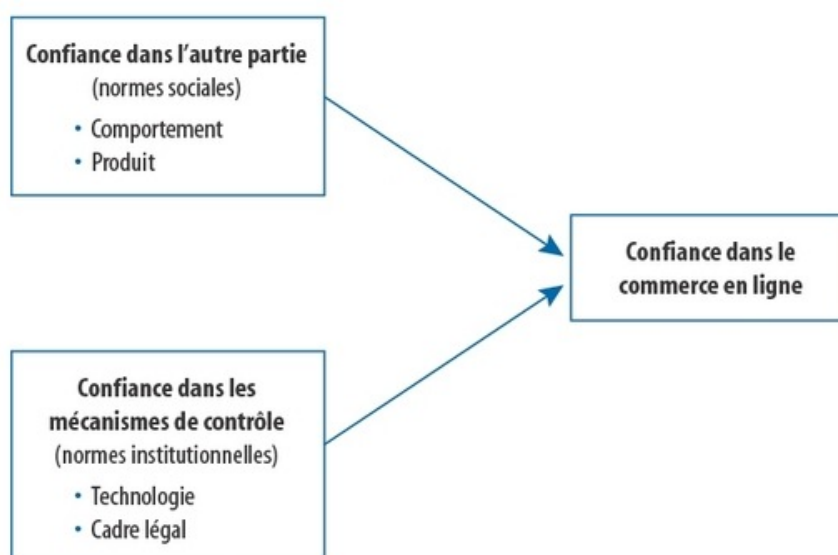 Confiance dans l'autre partie
(normes sociales)
• Comportement
• Produit
Confiance dans le
commerce en ligne
Confiance dans les
mécanismes de contrôle
(normes institutionnelles)
• Technologie
• Cadre légal